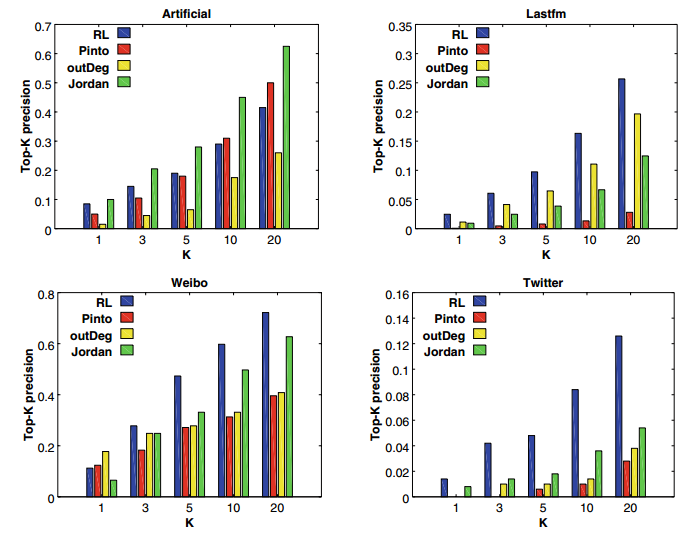 Artificial
0.7
0.6
0.5
0.4
0.3
0.2
0.1
0
Top-K precision
RL
Pinto
outDeg
Jordan
1 3 5 10 20
K
Lastfm
0.35
0.3
0.25
0.2
0.15
0.1
0.05
0
Top-K precision
RL
Pinto
outDeg
Jordan
1 3 5 10 20
K
Weibo
0.8
0.6
0.4
0.2
0
Top-K precision
RL
Pinto
outDeg
Jordan
1 3 5 10 20
K
Twitter
0.16
0.14
0.12
0.1
0.08
0.06
0.04
0.02
0
Top-K precision
RL
Pinto
outDeg
Jordan
1 3 5 10 20
K